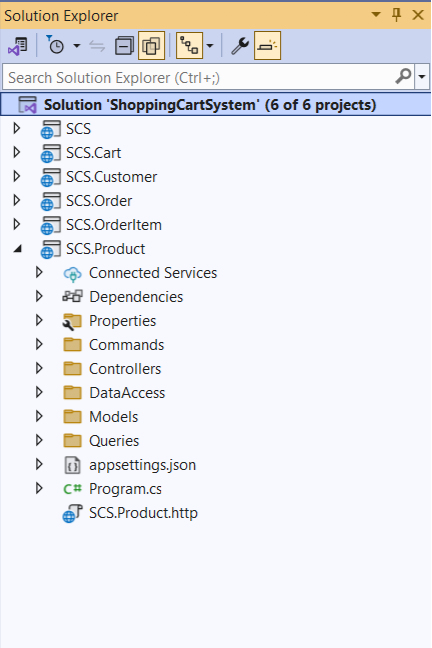 Solution Explorer
Search Solution Explorer (Ctrl+;)
Solution 'ShoppingCartSystem' (6 of 6 projects)
SCS
SCS.Cart
SCS.Customer
SCS.Order
SCS.OrderItem
SCS.Product
Connected Services
Dependencies
Properties
Commands
Controllers
DataAccess
Models
Queries
appsettings.json
C# Program.cs
SCS.Product.http